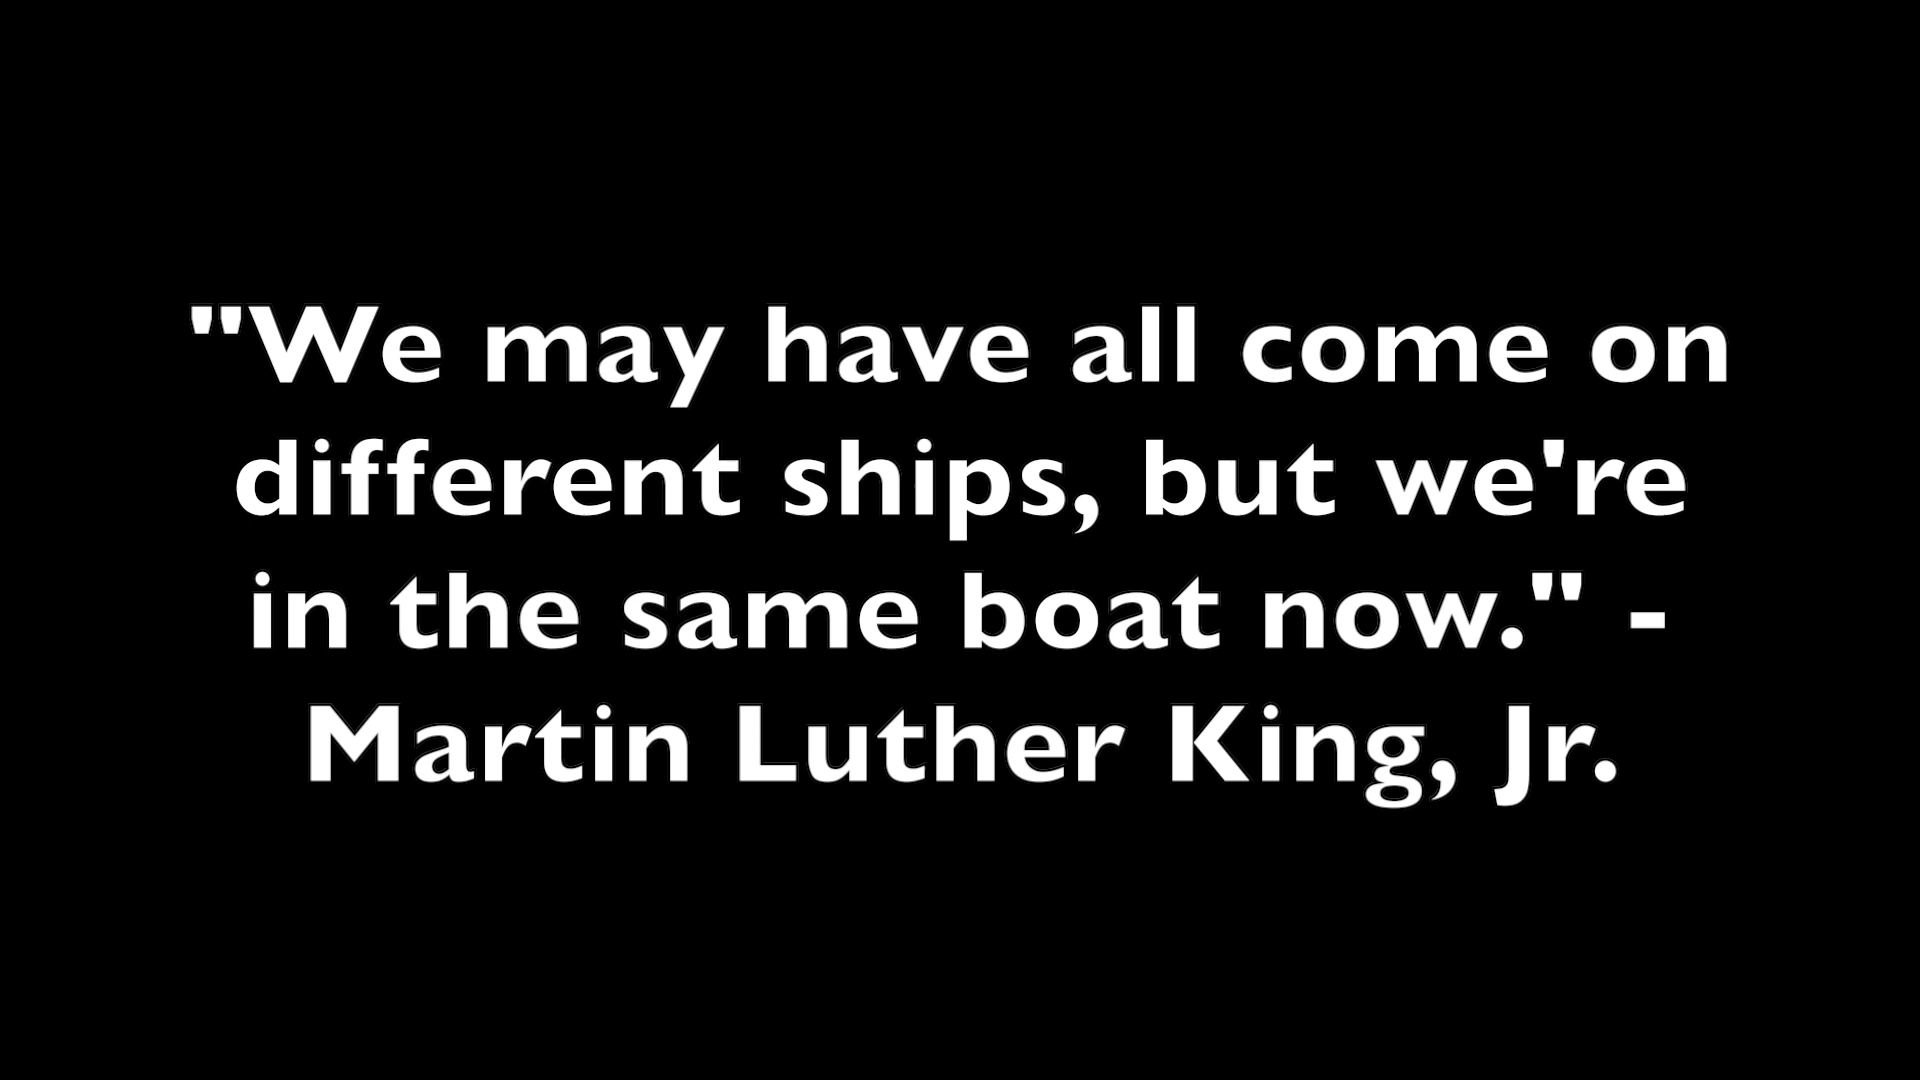 "We may have all come on
different ships, but we're
in the same boat now." -
Martin Luther King, Jr.